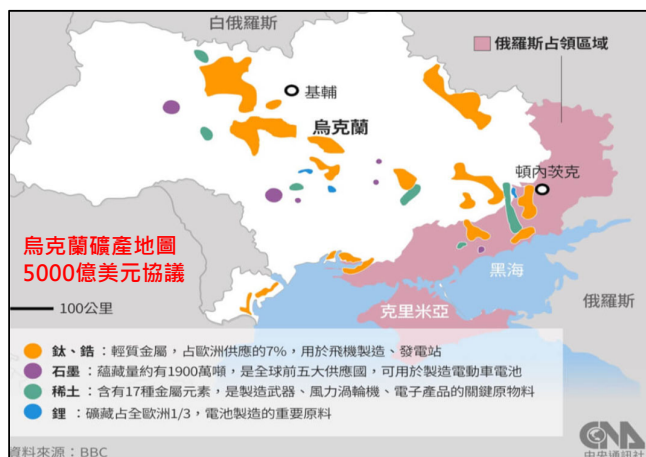 白俄羅斯
俄羅斯占領區域
基輔
烏克蘭
頓內茨克
烏克蘭礦產地圖
5000億美元協議
黑海
100公里
克里米亞
俄羅斯
鈦、鋯：輕質金屬，占歐洲供應的7%，用於飛機製造、發電站
石墨：蘊藏量約有1900萬噸，是全球前五大供應國，可用於製造電動車電池
稀土：含有17種金屬元素，是製造武器、風力渦輪機、電子產品的關鍵原物料
鋰：礦藏占全歐洲1/3，電池製造的重要原料
資料來源：BBC
CNA
中央通訊社